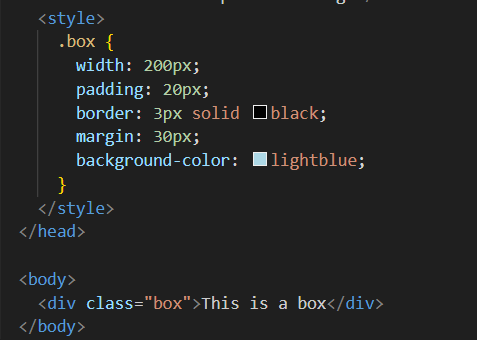 <style>
.box {
width: 200px;
padding: 20px;
border: 3px solid black;
margin: 30px;
background-color: lightblue;
}
</style>
</head>
<body>
<div class="box">This is a box</div>
</body>